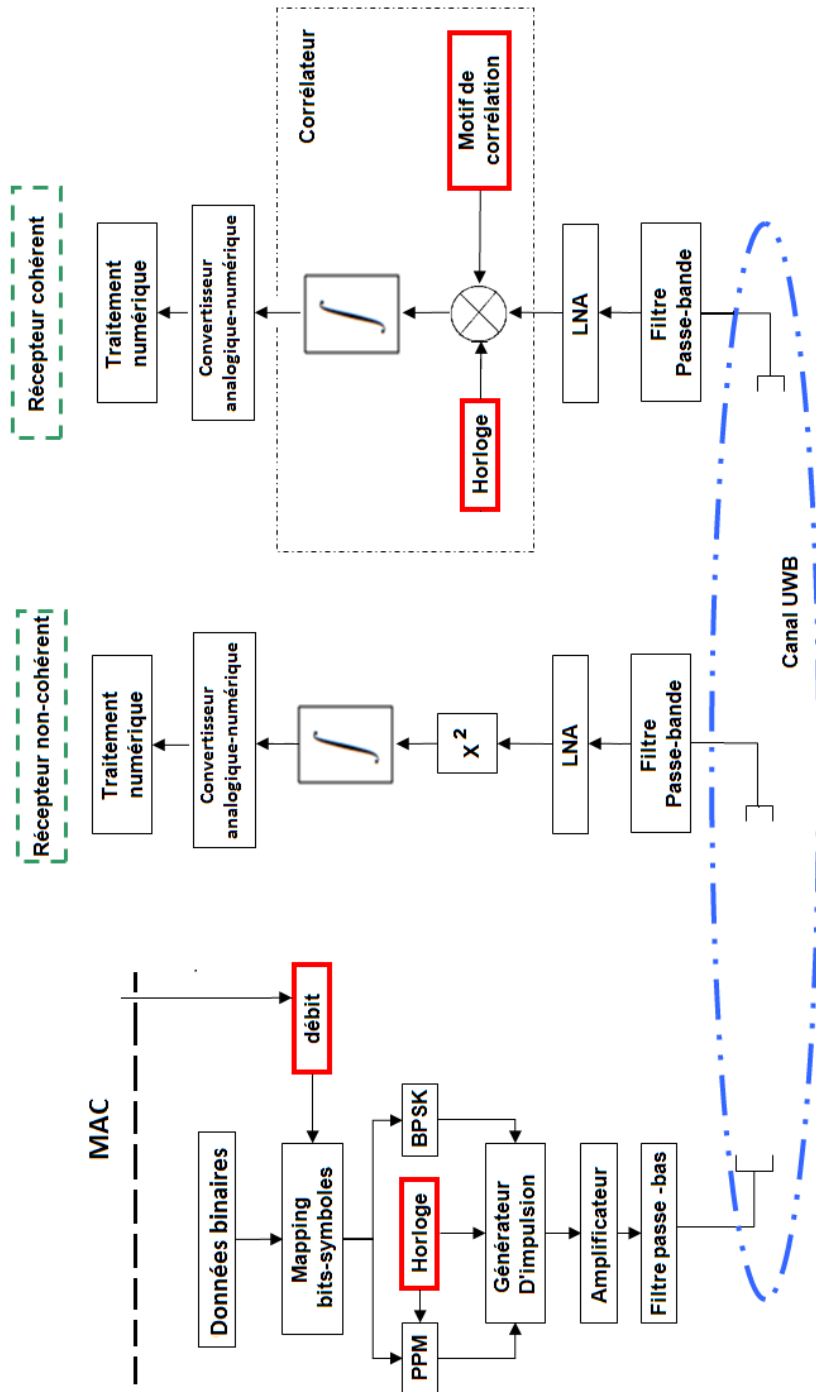 MAC
Données binaires
débit
Mapping
bits-symboles
PPM
Horloge
BPSK
Générateur
D'impulsion
Amplificateur
Filtre passe -bas
Récepteur non-cohérent
Traitement
numérique
Convertisseur
analogique-numérique
∫
X²
LNA
Filtre
Passe-bande
Récepteur cohérent
Traitement
numérique
Convertisseur
analogique-numérique
Corrélateur
∫
Horloge
Motif de
corrélation
LNA
Filtre
Passe-bande
Canal UWB